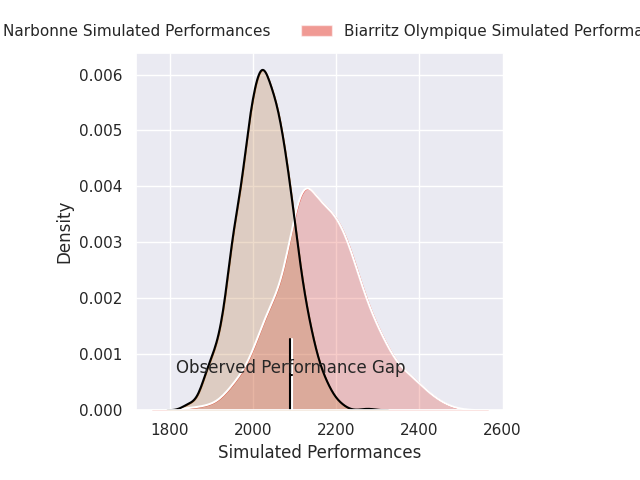 Narbonne Simulated Performances
Biarritz Olympique Simulated Performa
0.006
0.005
0.004
0.003
0.002
0.001
0.000
Density
Observed Performance Gap
1800 2000 2200 2400 2600
Simulated Performances